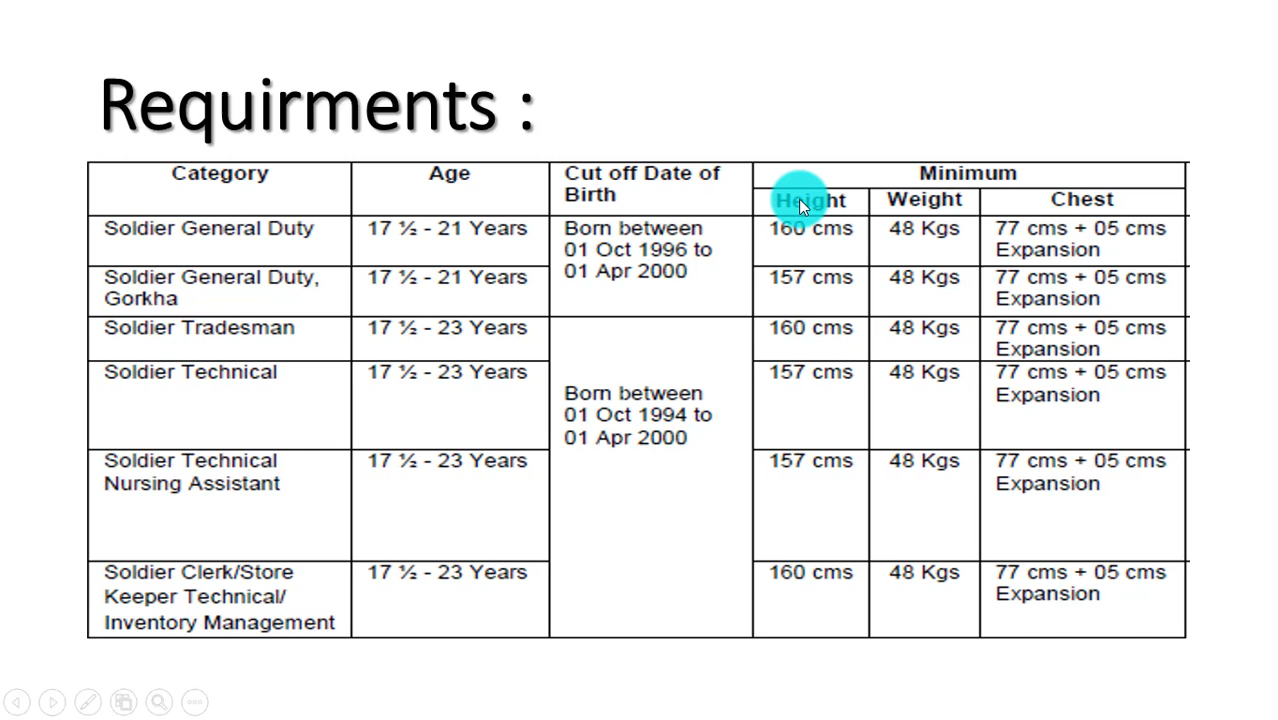 Requirments :
Category Age Cut off Date of Birth Minimum
Height Weight Chest
Soldier General Duty 17 ½ - 21 Years Born between 160 cms 48 Kgs 77 cms + 05 cms
01 Oct 1996 to Expansion
01 Apr 2000
Soldier General Duty, 17 ½ - 21 Years 157 cms 48 Kgs 77 cms + 05 cms
Gorkha Expansion
Soldier Tradesman 17 ½ - 23 Years 160 cms 48 Kgs 77 cms + 05 cms
Expansion
Soldier Technical 17 ½ - 23 Years 157 cms 48 Kgs 77 cms + 05 cms
Born between Expansion
01 Oct 1994 to
01 Apr 2000
Soldier Technical 17 ½ - 23 Years 157 cms 48 Kgs 77 cms + 05 cms
Nursing Assistant Expansion
Soldier Clerk/Store 17 ½ - 23 Years 160 cms 48 Kgs 77 cms + 05 cms
Keeper Technical/ Expansion
Inventory Management